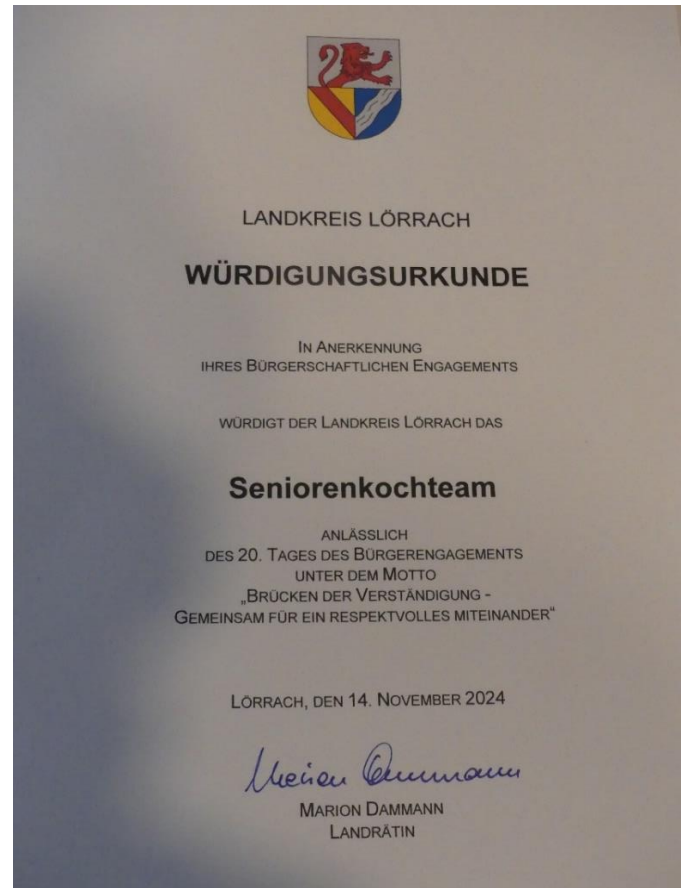 LANDKREIS LÖRRACH
WÜRDIGUNGSURKUNDE
IN ANERKENNUNG
IHRES BÜRGERSCHAFTLICHEN ENGAGEMENTS
WÜRDIGT DER LANDKREIS LÖRRACH DAS
Seniorenkochteam
ANLÄSSLICH
DES 20. TAGES DES BÜRGERENGAGEMENTS
UNTER DEM MOTTO
„BRÜCKEN DER VERSTÄNDIGUNG -
GEMEINSAM FÜR EIN RESPEKTVOLLES MITEINANDER“
LÖRRACH, DEN 14. NOVEMBER 2024
Marion Dammann
MARION DAMMANN
LANDRÄTIN